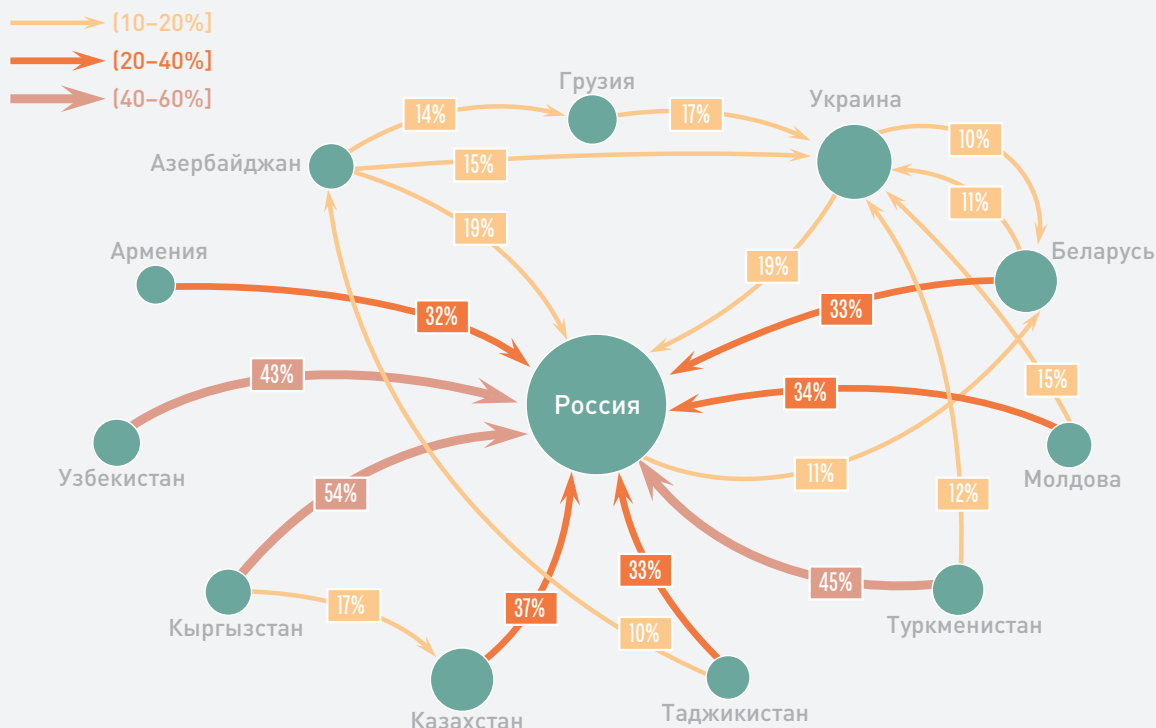 (10–20%]
(20–40%]
(40–60%]
Грузия
Украина
14%
17%
10%
Азербайджан
15%
11%
19%
Армения
Беларусь
19%
32%
33%
43%
15%
34%
Россия
Узбекистан
11%
Молдова
54%
12%
33%
45%
17%
37%
Кыргызстан
10%
Туркменистан
Казахстан
Таджикистан